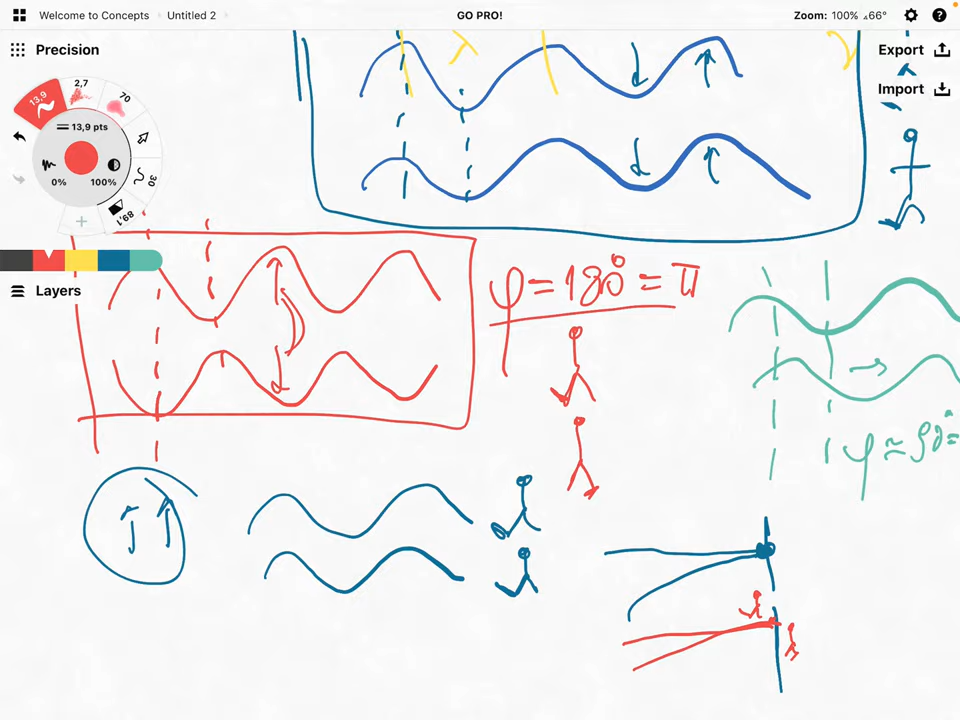 Welcome to Concepts > Untitled 2
GO PRO!
Zoom: 100% 66°
Precision
Export
Import
13,9
2,7
70
30
89,1
13,9 pts
0%
100%
λ
Layers
φ=180°=π
φ≈90°=